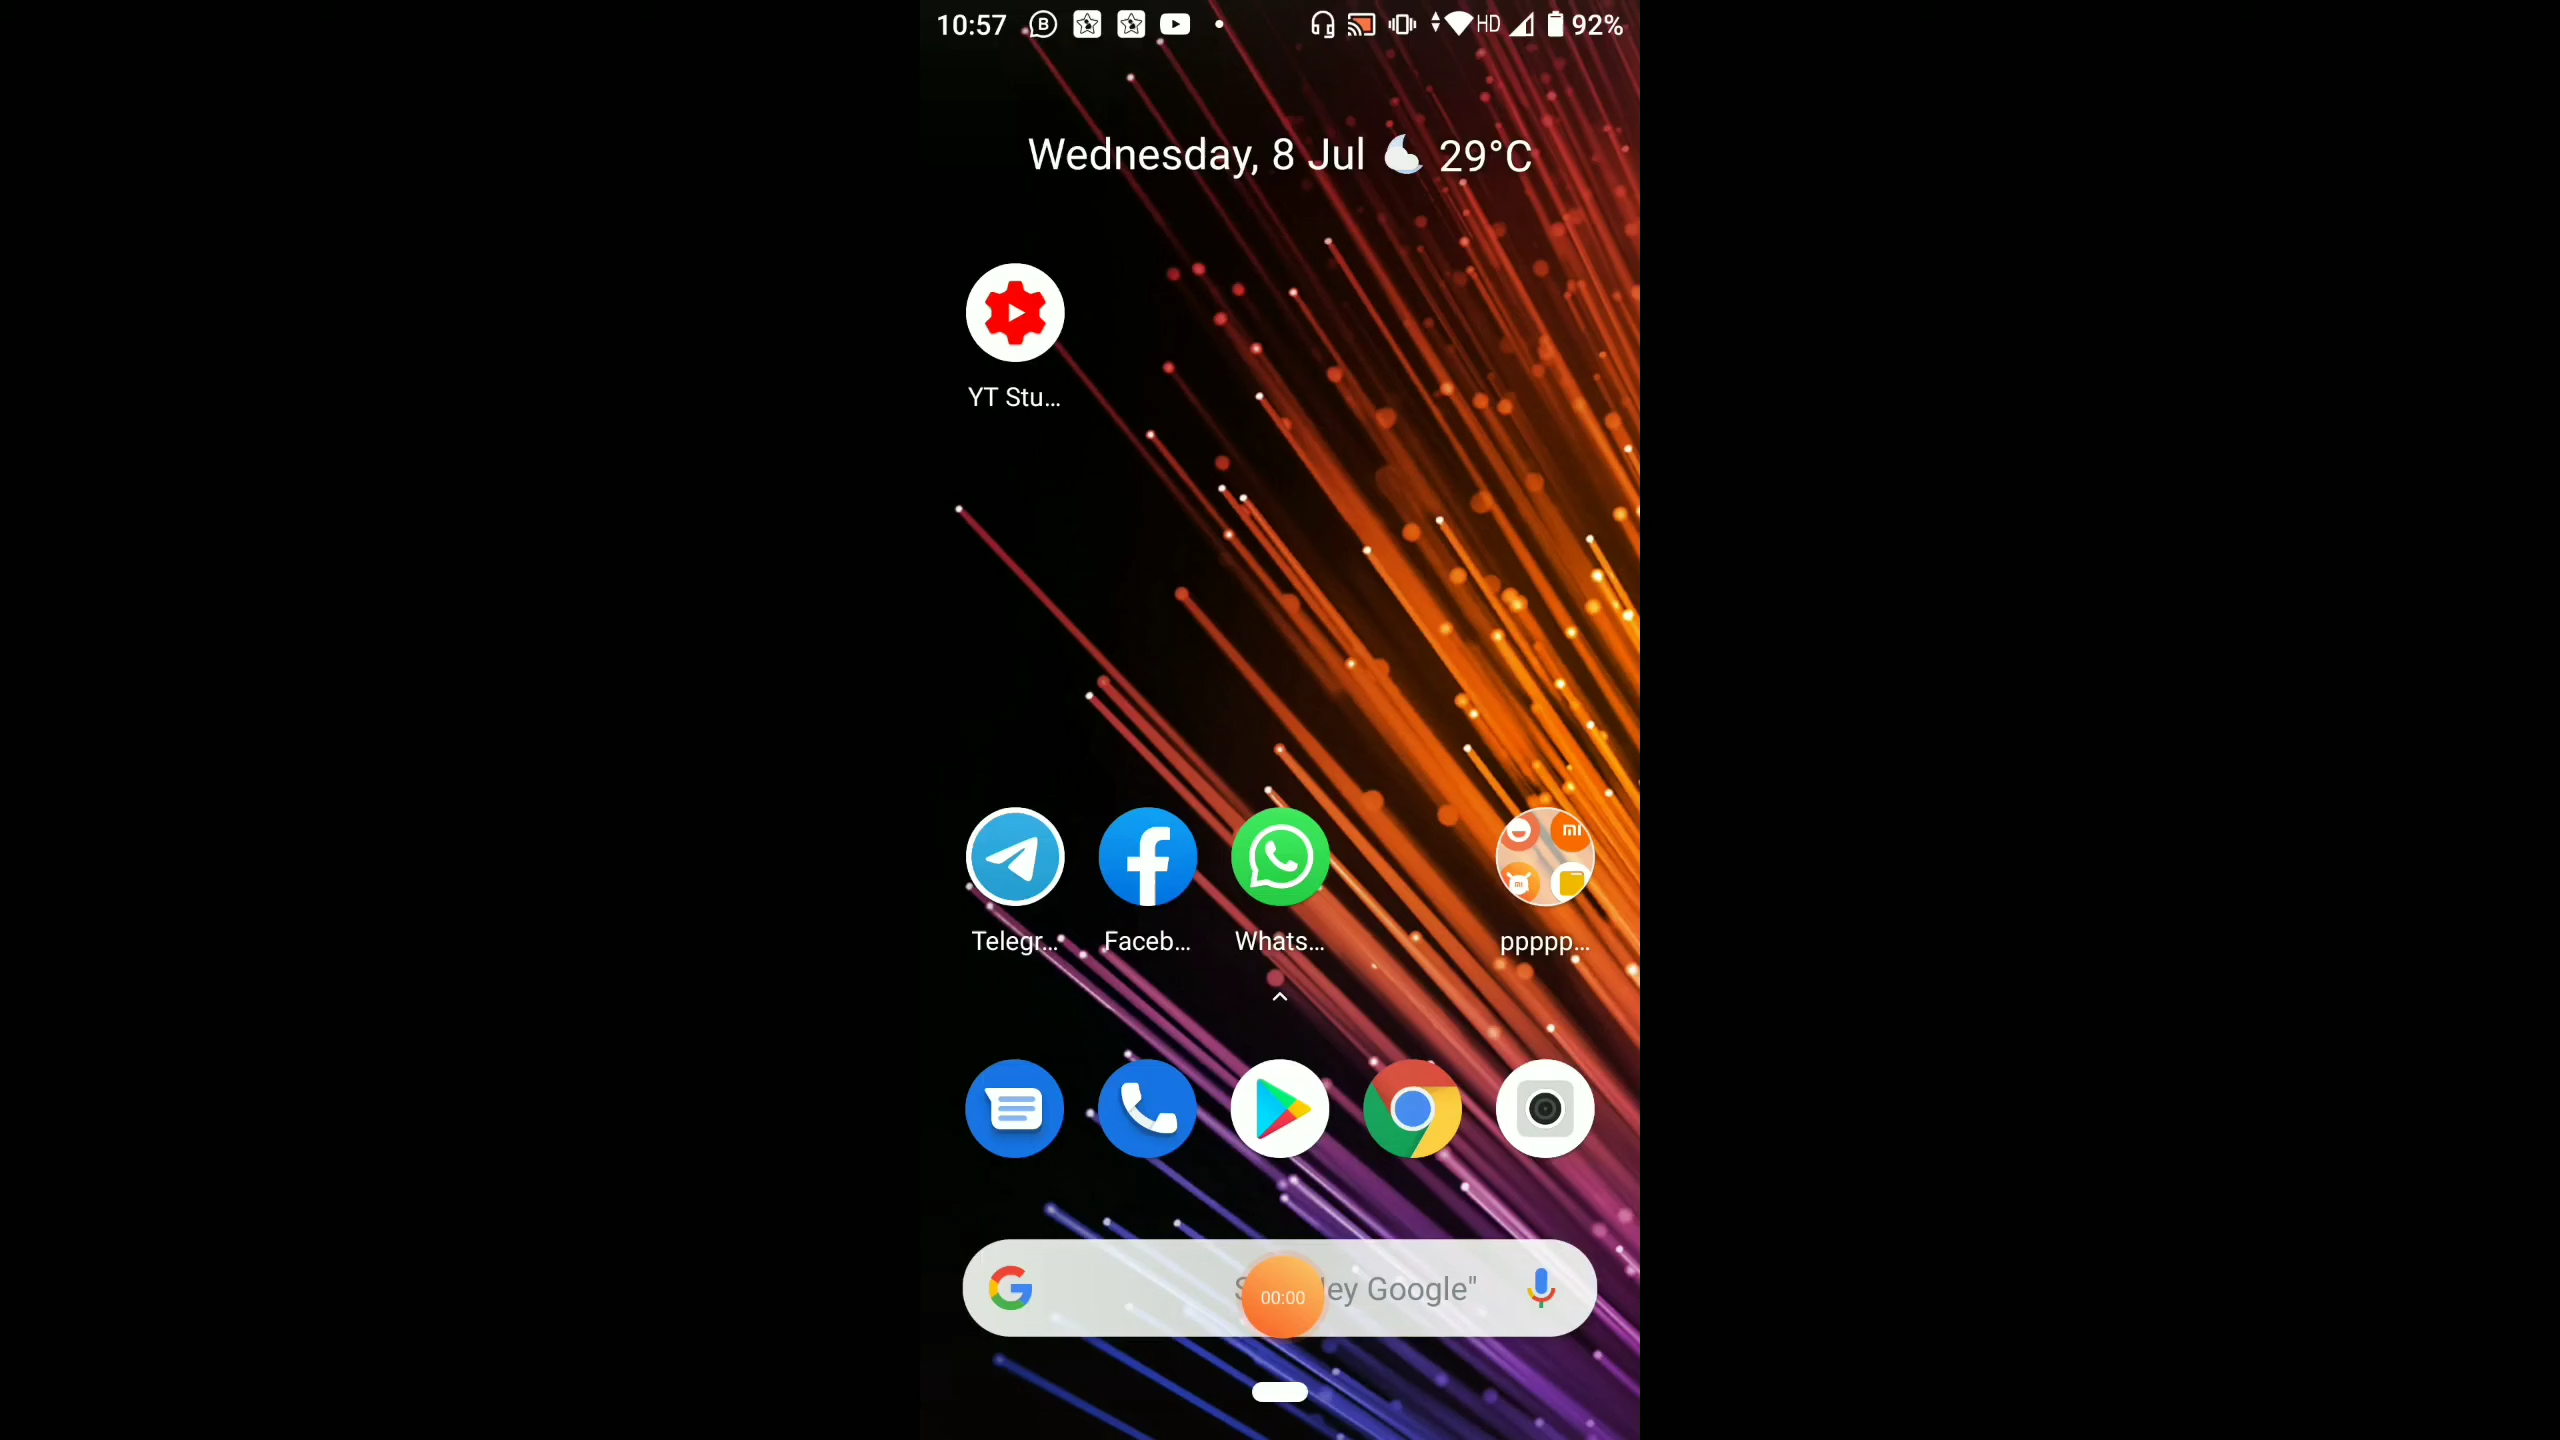 10:57 HD 92%
Wednesday, 8 Jul 29°C
YT Stu...
Telegr... Faceb... Whats... ppppp...
ey Google"
00:00